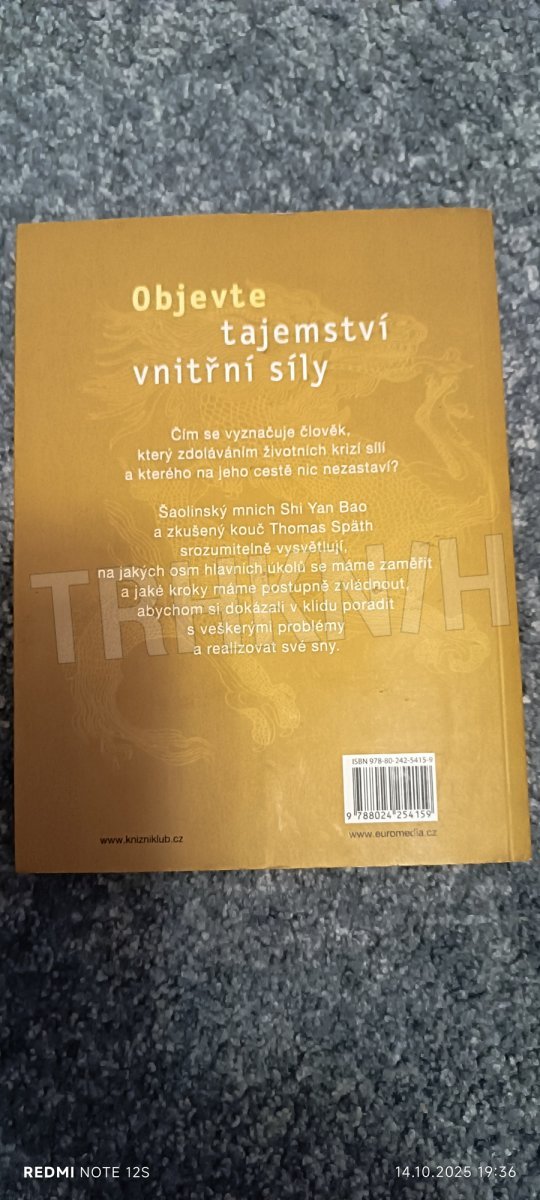 Objevte
tajemství
vnitřní síly
Čím se vyznačuje člověk,
který zdoláváním životních krizí sílí
a kterého na jeho cestě nic nezastaví?
Šaolinský mnich Shi Yan Bao
a zkušený kouč Thomas Späth
srozumitelně vysvětlují,
na jakých osm hlavních úkolů se máme zaměřit
a jaké kroky máme postupně zvládnout,
abychom si dokázali v klidu poradit
s veškerými problémy
a realizovat své sny.
ISBN 978-80-242-5415-9
9 788024 254159
www.knizniklub.cz
www.euromedia.cz
REDMI NOTE 12S
14.10.2025 19:36